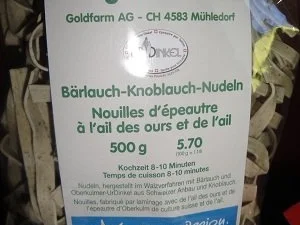 Goldfarm AG - CH 4583 Mühledorf
DINKEL
Bärlauch-Knoblauch-Nudeln
Nouilles d'épeautre
à l'ail des ours et de l'ail
500 g 5.70
Kochzeit 8-10 Minuten
Temps de cuisson 8-10 minutes
Nudeln, hergestellt im Walzverfahren mit Bärlauch und
Oberkulmer-UrDinkel aus Schweizer Anbau und Knoblauch.
Nouilles, fabriqué par laminage avec de l'ail des ours et de
l'épeautre d'Oberkulm de culture suisse et de l'ail.